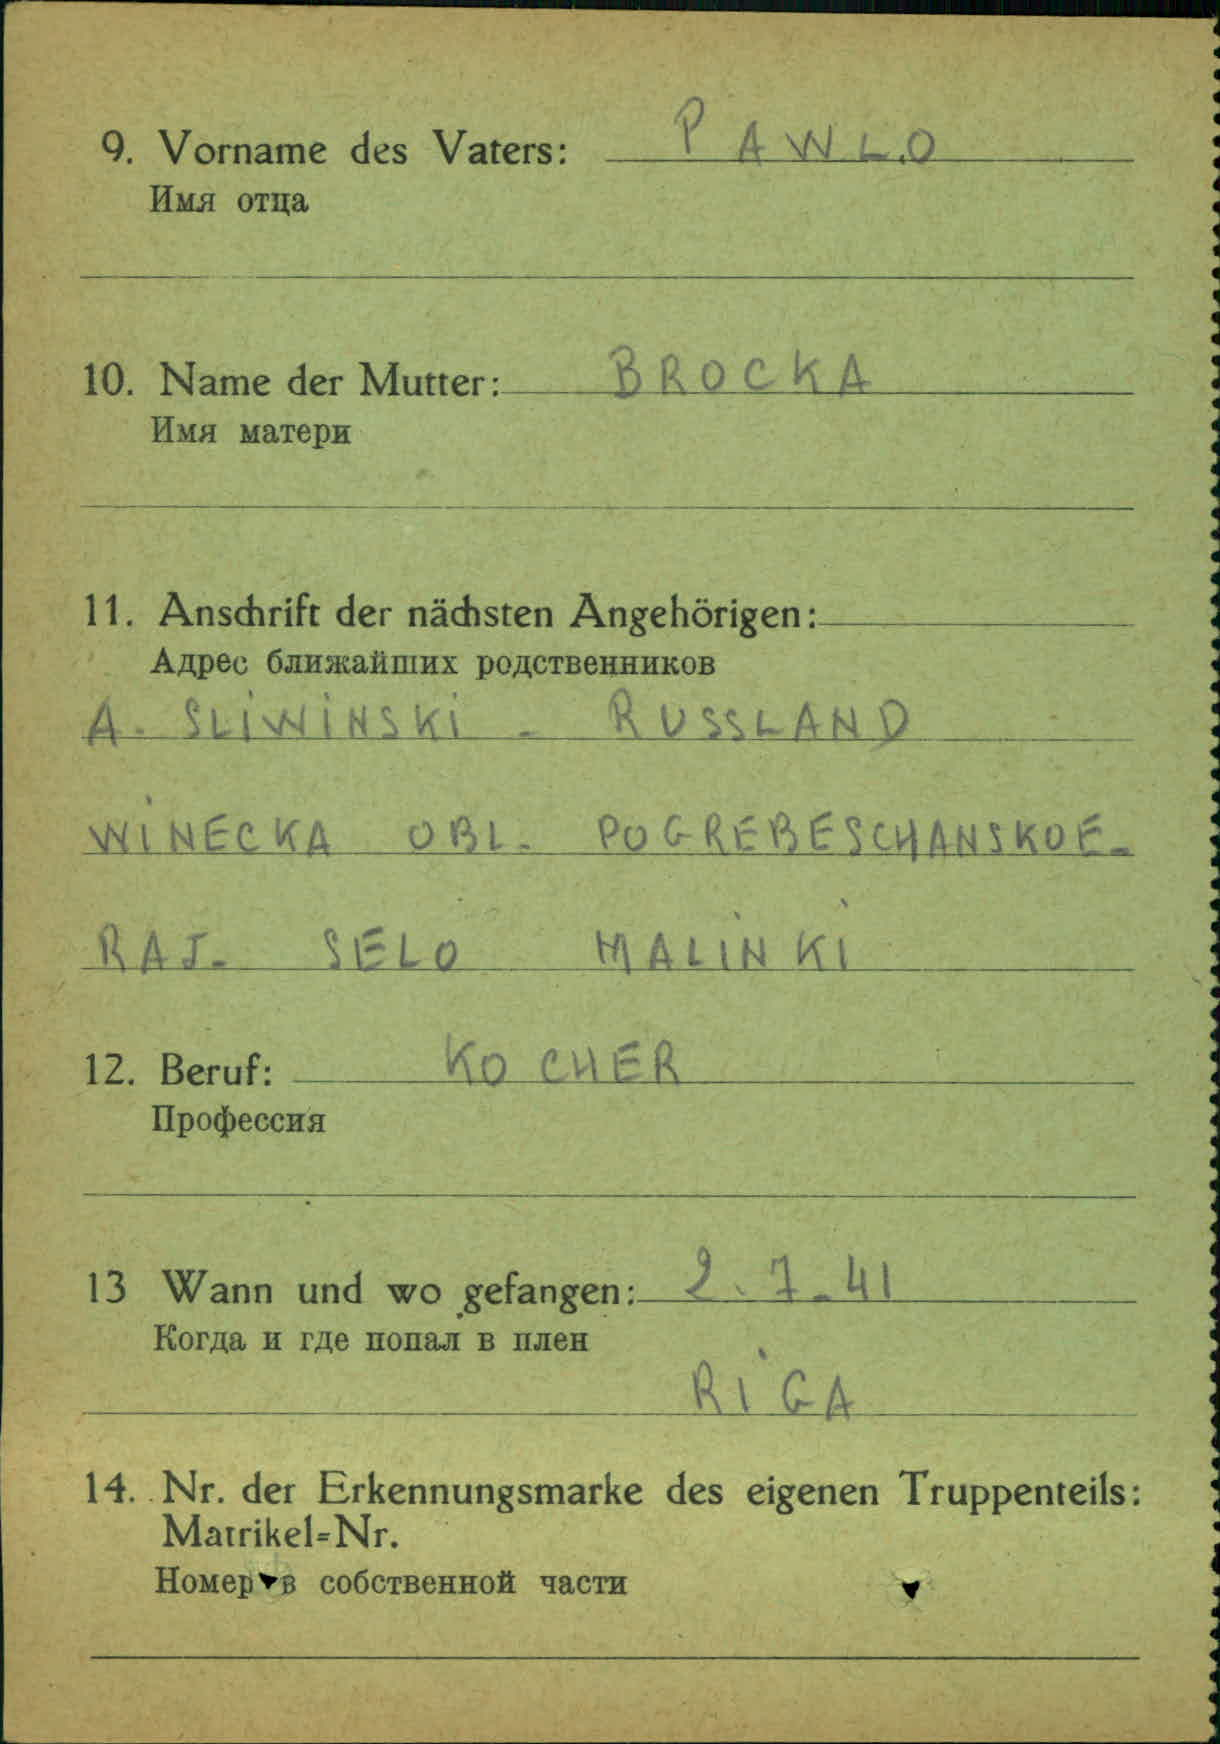 9. Vorname des Vaters: PAWLO
Имя отца
10. Name der Mutter: BROCKA
Имя матери
11. Anschrift der nächsten Angehörigen:
Адрес ближайших родственников
A. SLIWINSKI - RUSSLAND
WINECKA OBL. POGREBESCHANSKOE-
RAJ. SELO MALINKI
12. Beruf: KOCHER
Профессия
13 Wann und wo gefangen: 2.7.41
Когда и где попал в плен
RIGA
14. Nr. der Erkennungsmarke des eigenen Truppenteils:
Matrikel=Nr.
Номер в собственной части